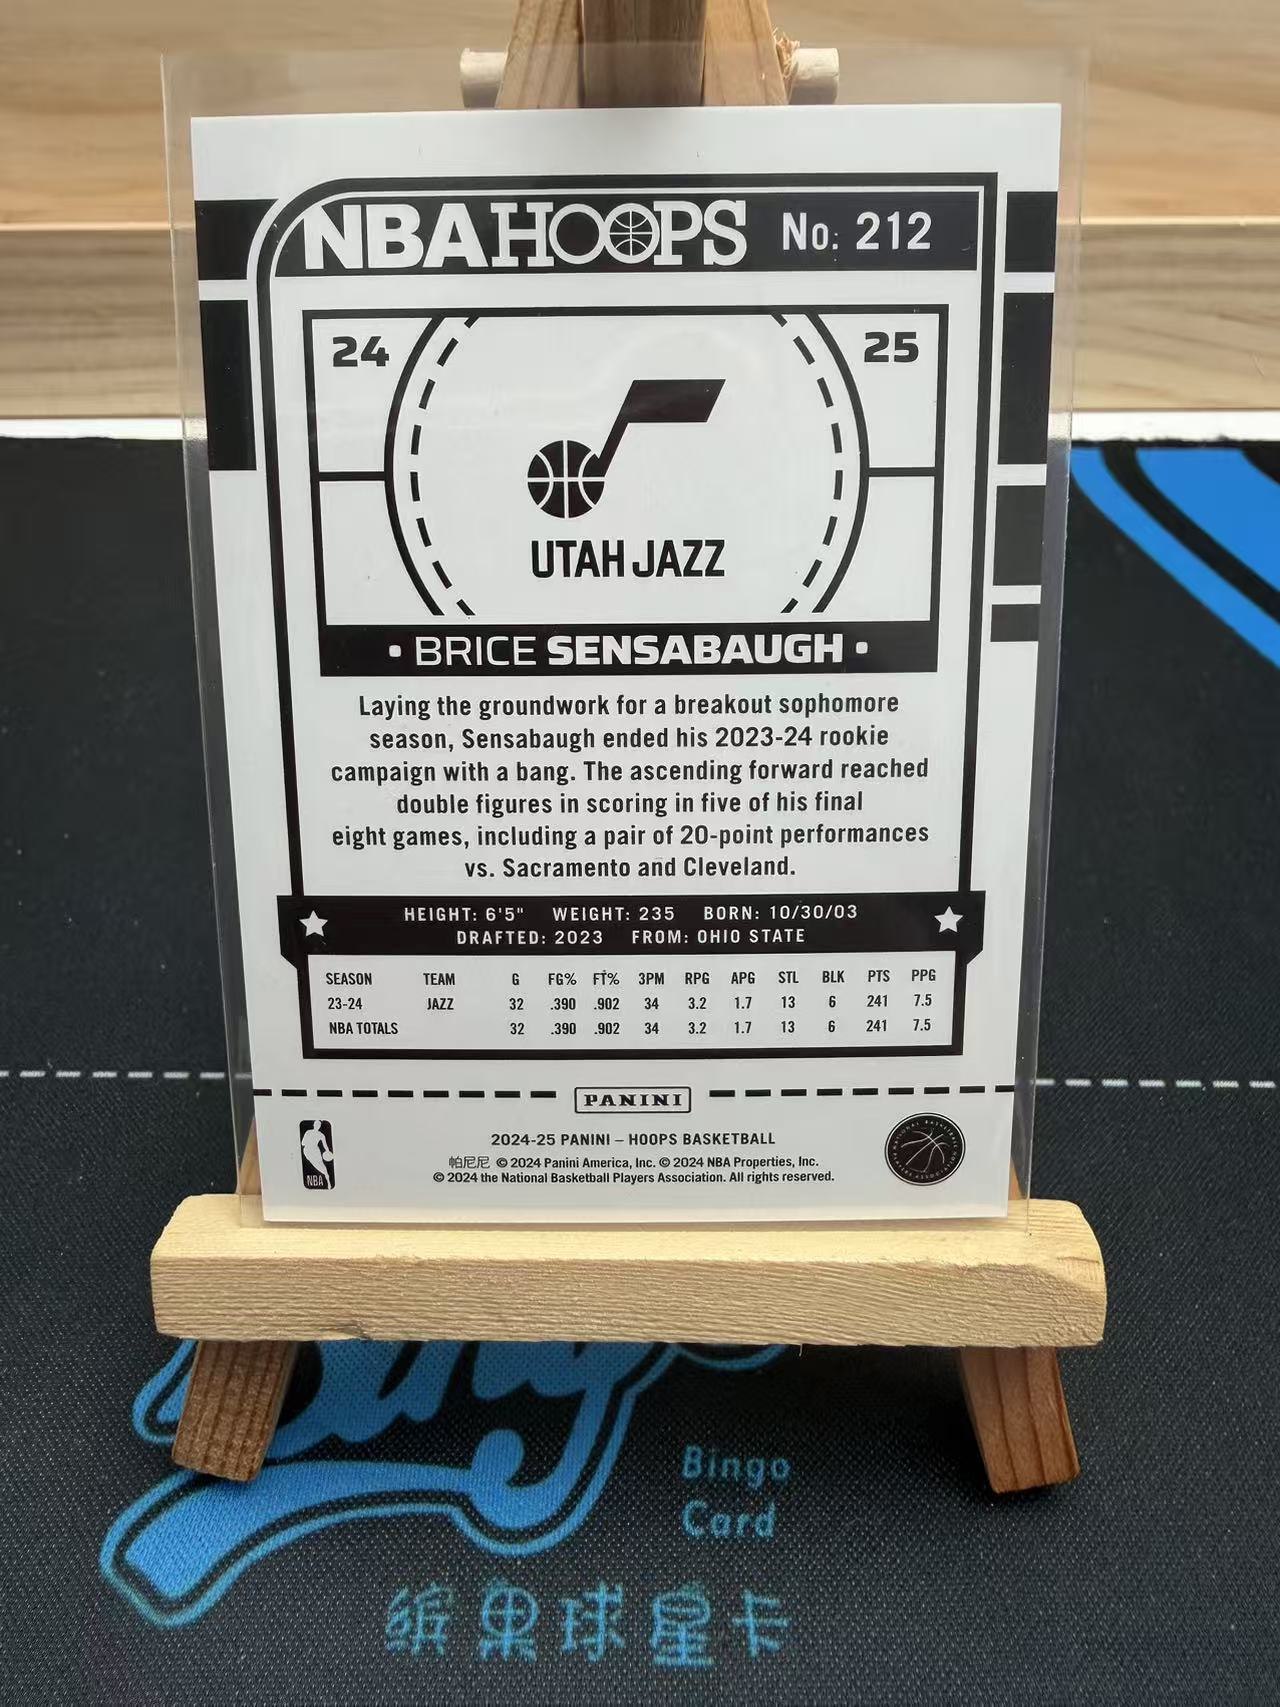 NBA HOOPS No. 212
24 25
UTAH JAZZ
• BRICE SENSABAUGH •
Laying the groundwork for a breakout sophomore
season, Sensabaugh ended his 2023-24 rookie
campaign with a bang. The ascending forward reached
double figures in scoring in five of his final
eight games, including a pair of 20-point performances
vs. Sacramento and Cleveland.
HEIGHT: 6'5" WEIGHT: 235 BORN: 10/30/03
DRAFTED: 2023 FROM: OHIO STATE
SEASON TEAM G FG% FT% 3PM RPG APG STL BLK PTS PPG
23-24 JAZZ 32 .390 .902 34 3.2 1.7 13 6 241 7.5
NBA TOTALS 32 .390 .902 34 3.2 1.7 13 6 241 7.5
PANINI
2024-25 PANINI – HOOPS BASKETBALL
帕尼尼 © 2024 Panini America, Inc. © 2024 NBA Properties, Inc.
© 2024 the National Basketball Players Association. All rights reserved.
NBA
NATIONAL BASKETBALL PLAYERS ASSOCIATION
Bingo
Card
缤果球星卡